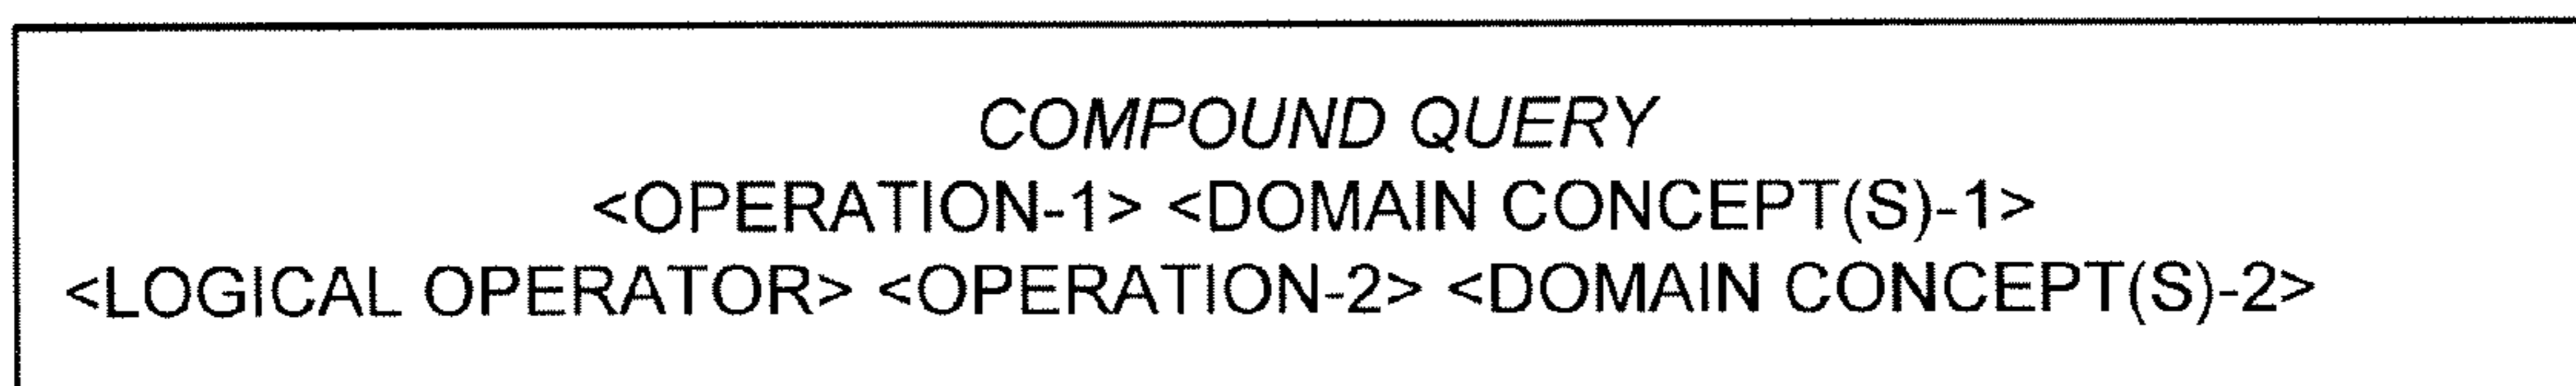 COMPOUND QUERY
<OPERATION-1> <DOMAIN CONCEPT(S)-1>
<LOGICAL OPERATOR> <OPERATION-2> <DOMAIN CONCEPT(S)-2>